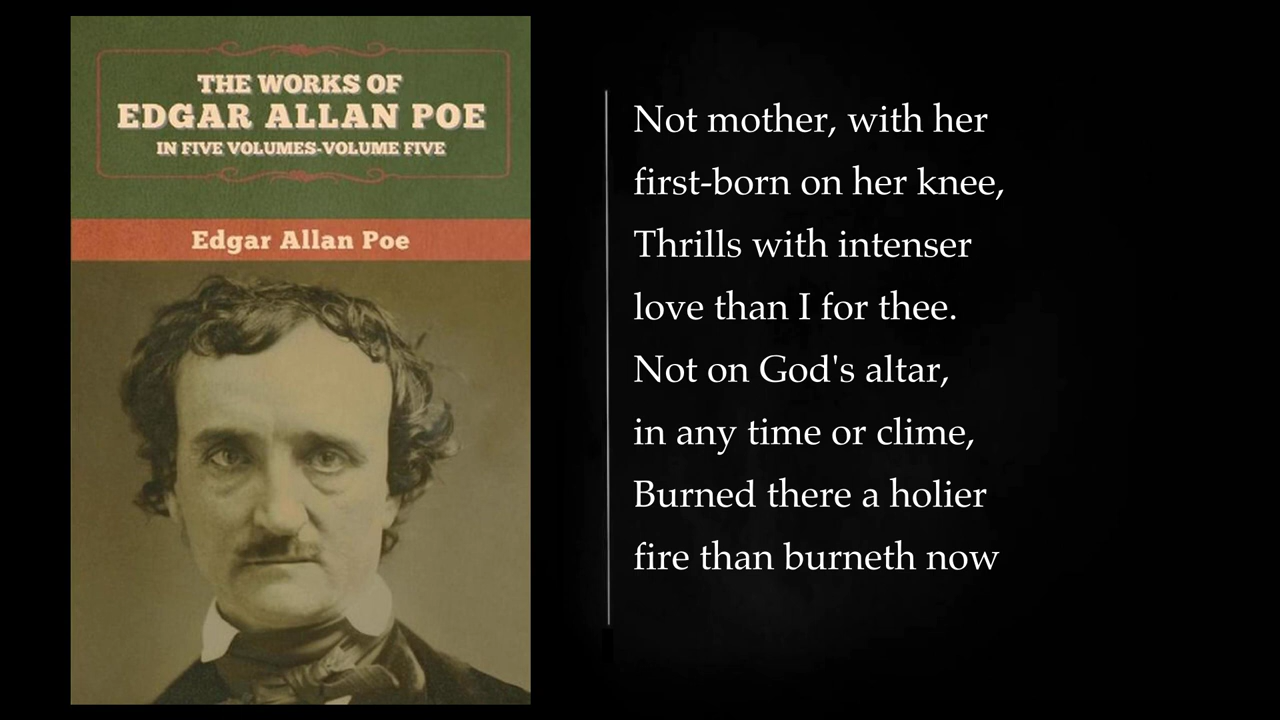 THE WORKS OF
EDGAR ALLAN POE
IN FIVE VOLUMES-VOLUME FIVE
Edgar Allan Poe
Not mother, with her
first-born on her knee,
Thrills with intenser
love than I for thee.
Not on God's altar,
in any time or clime,
Burned there a holier
fire than burneth now